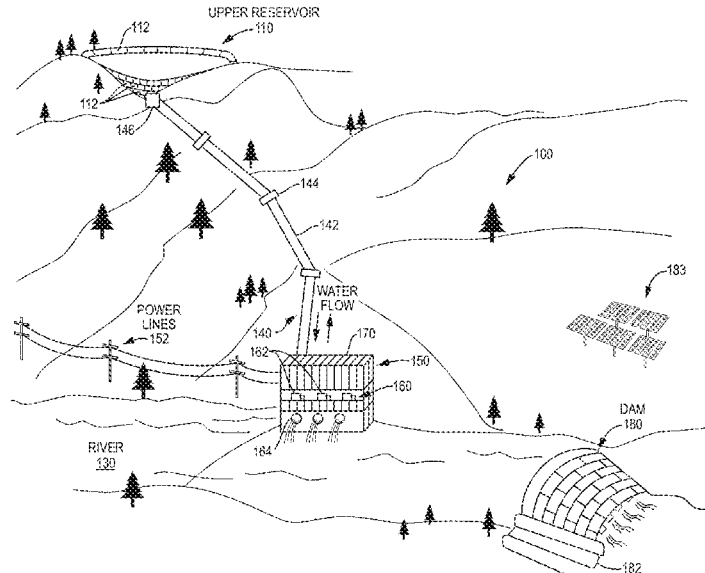 UPPER RESERVOIR
110
112
112
146
144
142
100
183
POWER
LINES
152
WATER
FLOW
140
170
162
150
160
DAM
180
RIVER
130
164
182